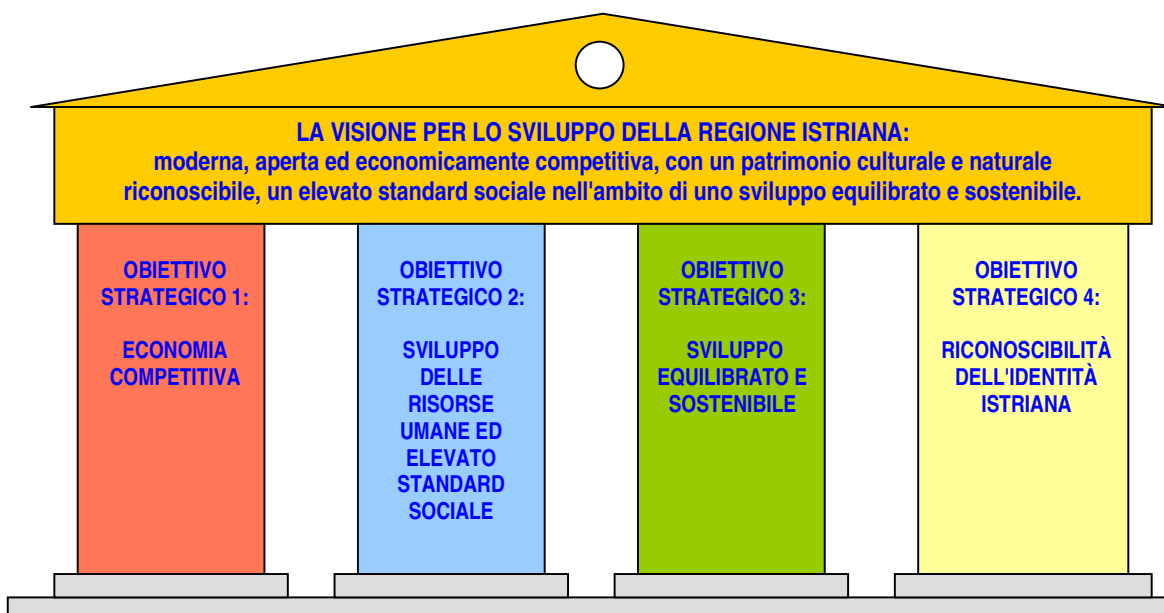 LA VISIONE PER LO SVILUPPO DELLA REGIONE ISTRIANA:
moderna, aperta ed economicamente competitiva, con un patrimonio culturale e naturale
riconoscibile, un elevato standard sociale nell'ambito di uno sviluppo equilibrato e sostenibile.
OBIETTIVO
STRATEGICO 1:
ECONOMIA
COMPETITIVA
OBIETTIVO
STRATEGICO 2:
SVILUPPO
DELLE
RISORSE
UMANE ED
ELEVATO
STANDARD
SOCIALE
OBIETTIVO
STRATEGICO 3:
SVILUPPO
EQUILIBRATO E
SOSTENIBILE
OBIETTIVO
STRATEGICO 4:
RICONOSCIBILITÀ
DELL'IDENTITÀ
ISTRIANA